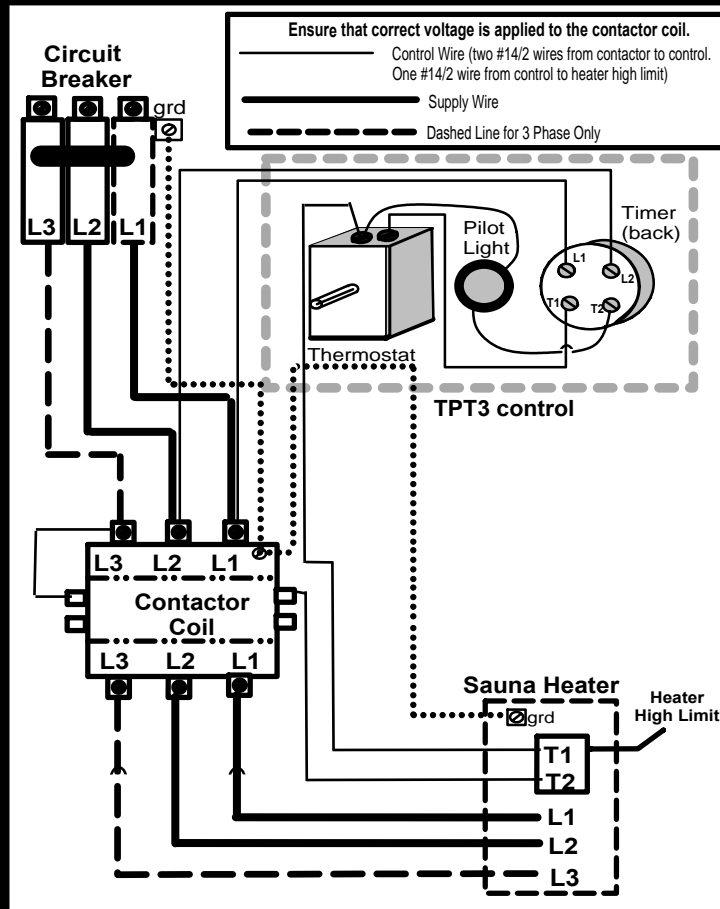 Ensure that correct voltage is applied to the contactor coil.
Control Wire (two #14/2 wires from contactor to control.
One #14/2 wire from control to heater high limit)
Supply Wire
Dashed Line for 3 Phase Only
Circuit
Breaker
grd
L3 L2 L1
Pilot
Light
Timer
(back)
L1
L2
T1 T2
Thermostat
TPT3 control
L3 L2 L1
Contactor
Coil
L3 L2 L1
Sauna Heater
Heater
High Limit
grd
T1
T2
L1
L2
L3